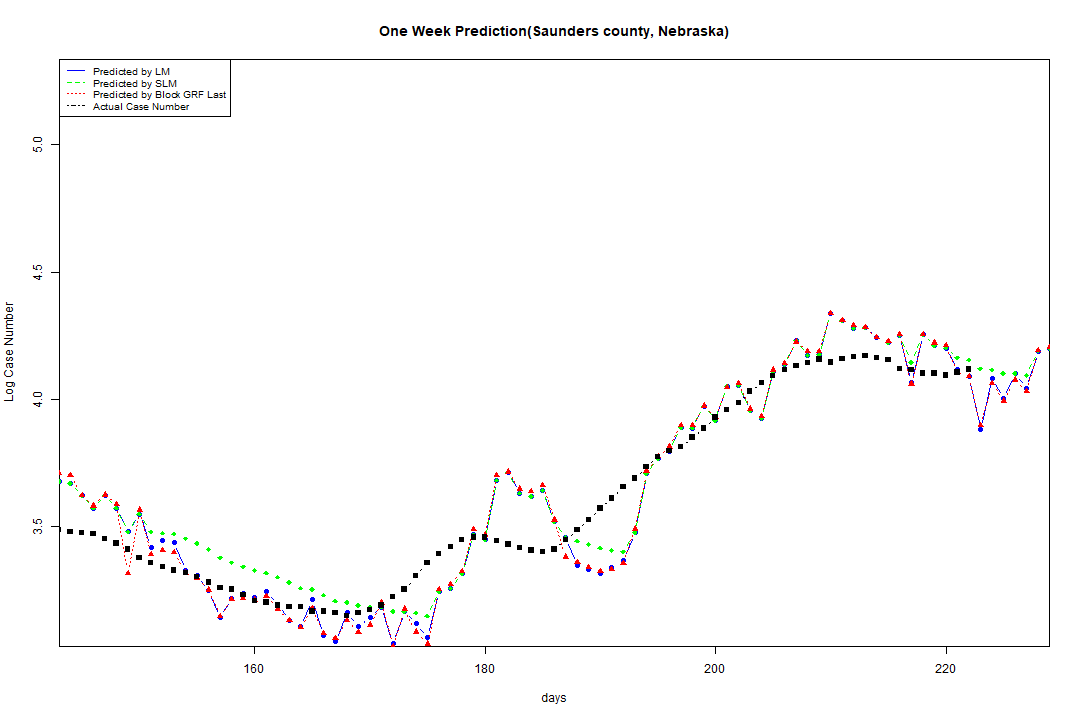 One Week Prediction(Saunders county, Nebraska)
Predicted by LM
Predicted by SLM
Predicted by Block GRF Last
Actual Case Number
5.0
4.5
4.0
3.5
Log Case Number
160
180
200
220
days